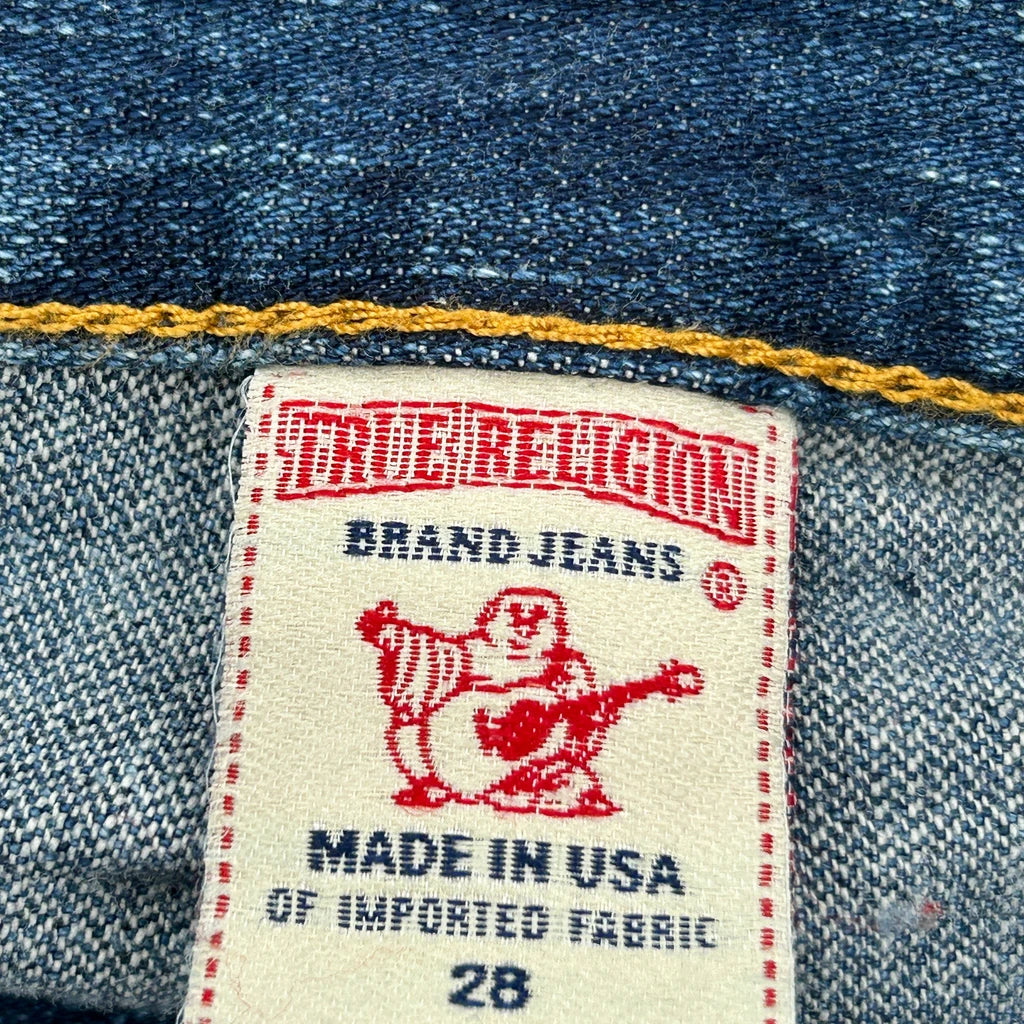 TRUE RELIGION
BRAND JEANS
®
MADE IN USA
OF IMPORTED FABRIC
28